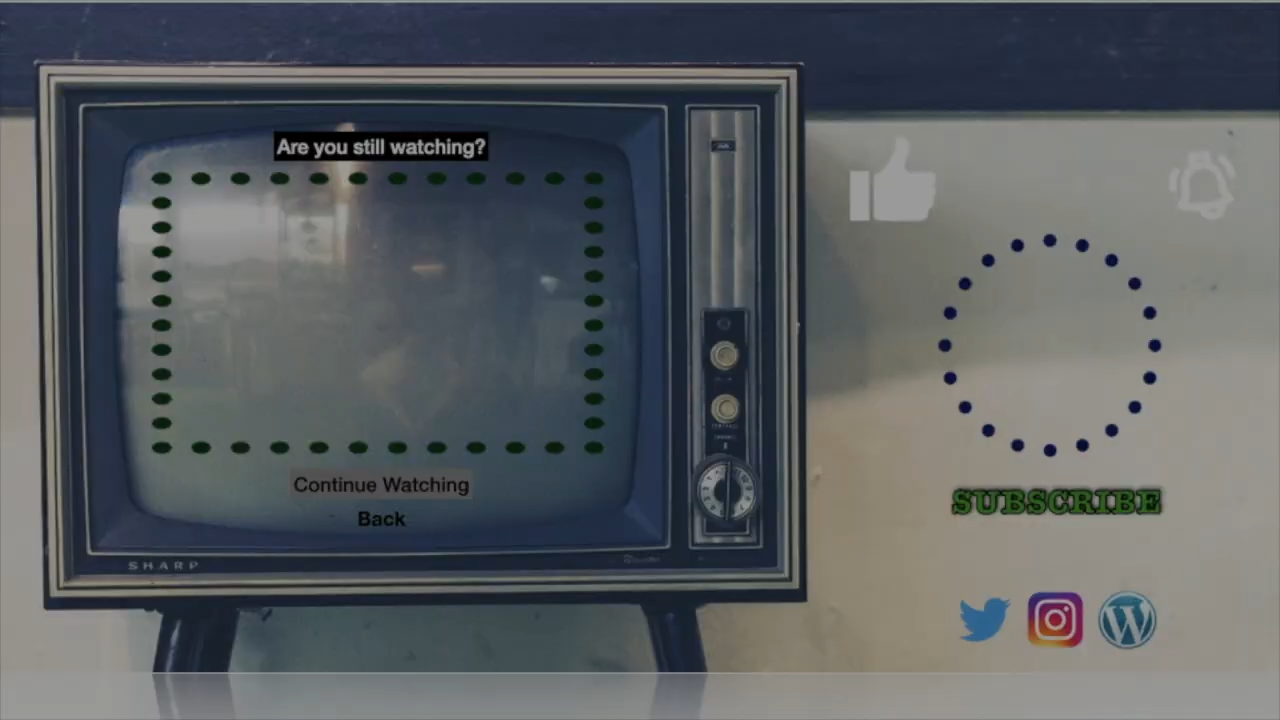 Are you still watching?
Continue Watching
Back
SHARP
SUBSCRIBE